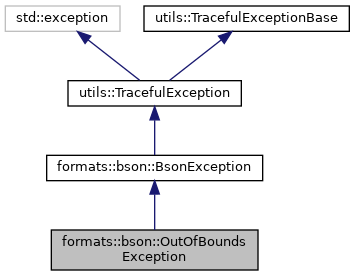 std::exception
utils::TracefulExceptionBase
utils::TracefulException
formats::bson::BsonException
formats::bson::OutOfBounds
Exception